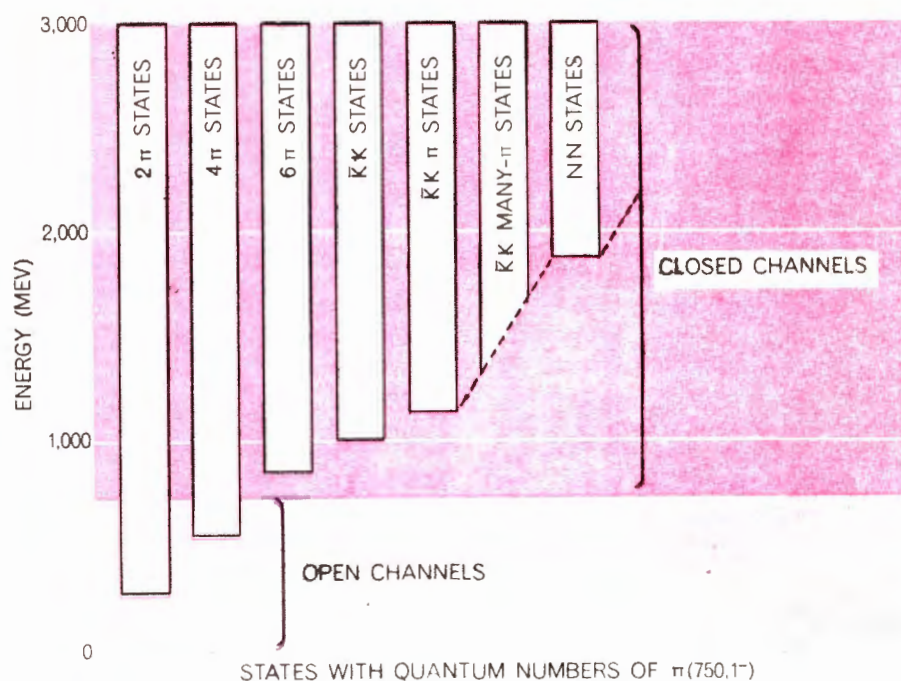 3,000
2,000
1,000
0
ENERGY (MEV)
2π STATES
4π STATES
6π STATES
K̄K STATES
K̄K π STATES
K̄K MANY-π STATES
NN STATES
CLOSED CHANNELS
OPEN CHANNELS
STATES WITH QUANTUM NUMBERS OF π(750,1⁻)